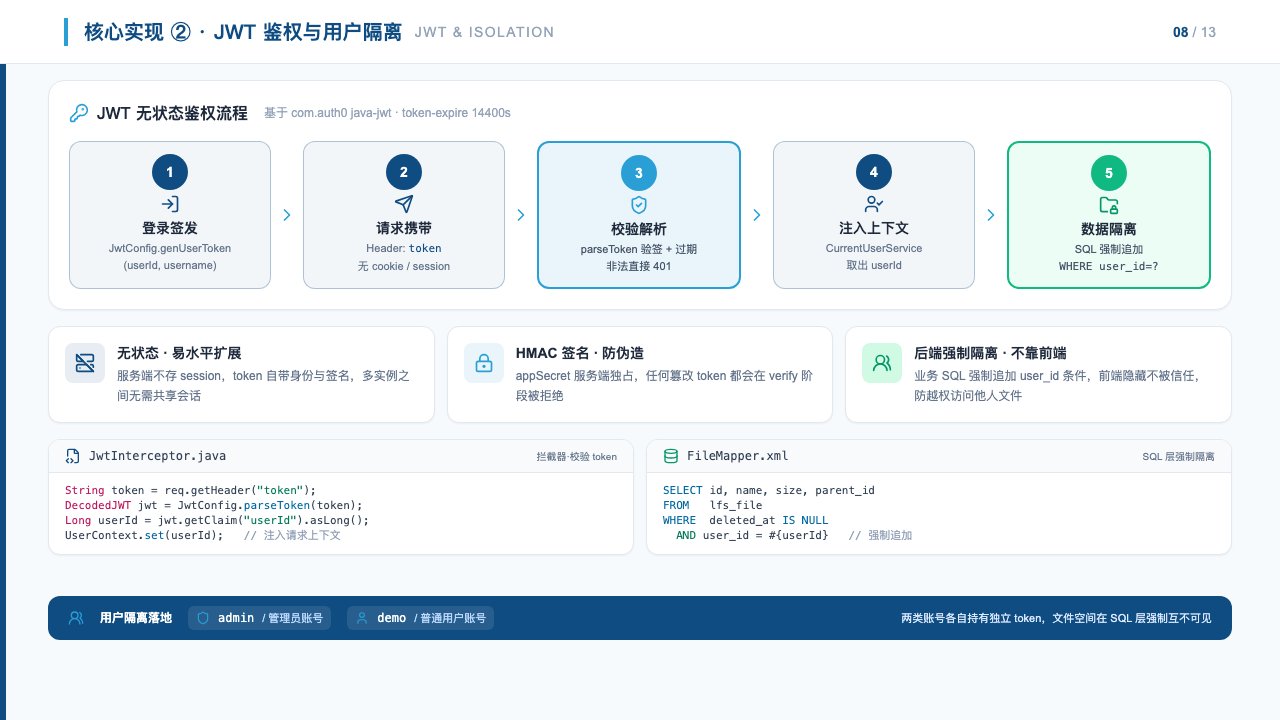 核心实现 ② · JWT 鉴权与用户隔离 JWT & ISOLATION
08 / 13
JWT 无状态鉴权流程 基于 com.auth0 java-jwt · token-expire 14400s
1
登录签发
JwtConfig.genUserToken
(userId, username)
2
请求携带
Header: token
无 cookie / session
3
校验解析
parseToken 验签 + 过期
非法直接 401
4
注入上下文
CurrentUserService
取出 userId
5
数据隔离
SQL 强制追加
WHERE user_id=?
无状态 · 易水平扩展
服务端不存 session，token 自带身份与签名，多实例之
间无需共享会话
HMAC 签名 · 防伪造
appSecret 服务端独占，任何篡改 token 都会在 verify 阶
段被拒绝
后端强制隔离 · 不靠前端
业务 SQL 强制追加 user_id 条件，前端隐藏不被信任，
防越权访问他人文件
JwtInterceptor.java 拦截器·校验 token
String token = req.getHeader("token");
DecodedJWT jwt = JwtConfig.parseToken(token);
Long userId = jwt.getClaim("userId").asLong();
UserContext.set(userId);   // 注入请求上下文
FileMapper.xml SQL 层强制隔离
SELECT id, name, size, parent_id
FROM   lfs_file
WHERE  deleted_at IS NULL
  AND user_id = #{userId}   // 强制追加
用户隔离落地 admin / 管理员账号 demo / 普通用户账号 两类账号各自持有独立 token，文件空间在 SQL 层强制互不可见